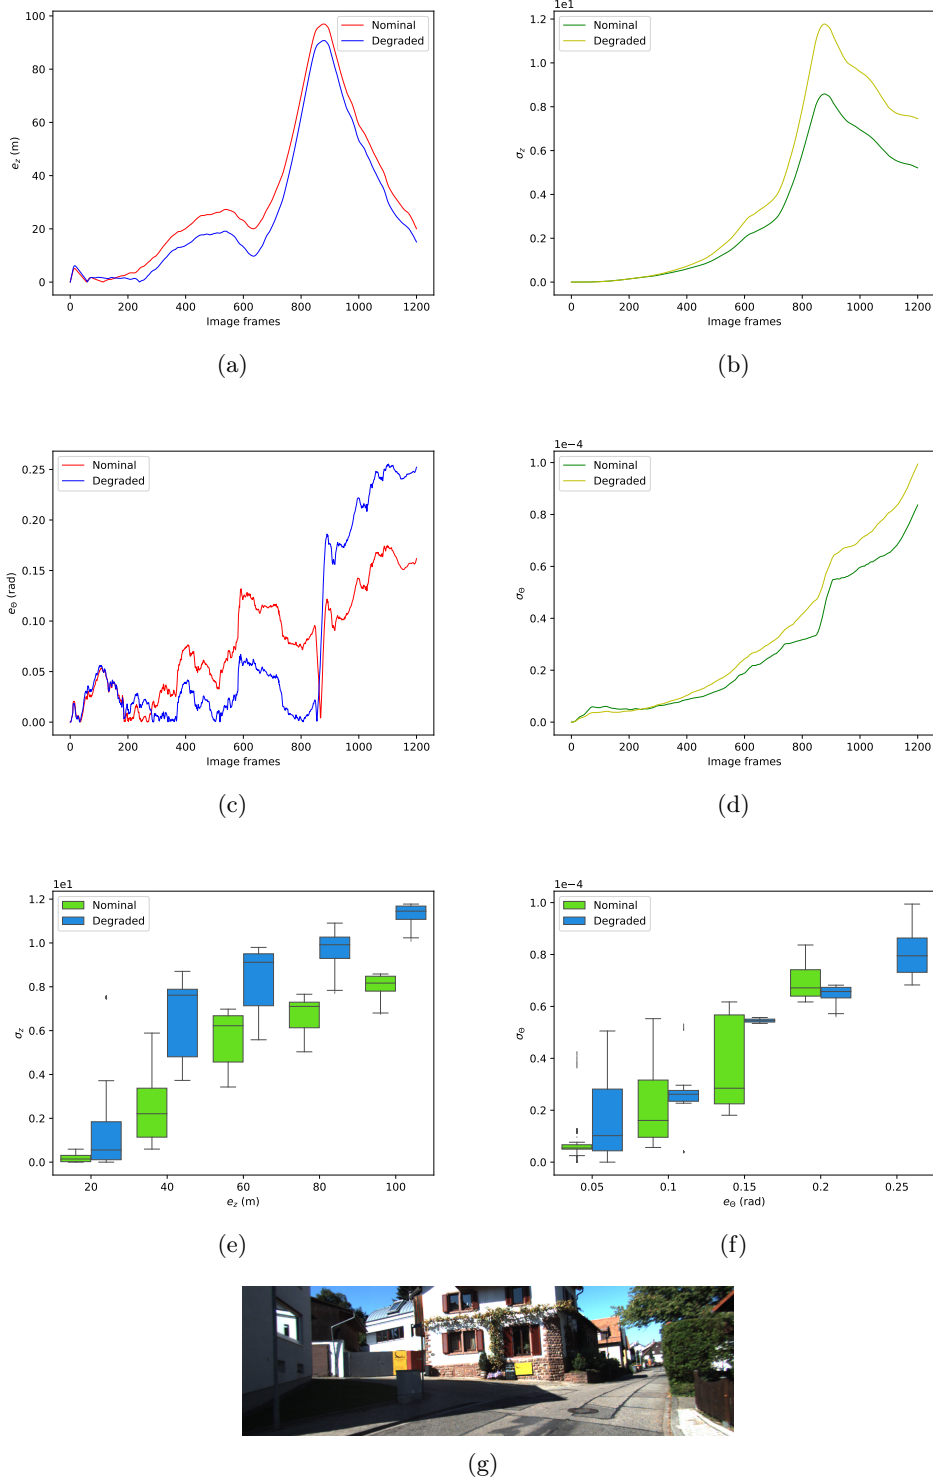 Nominal
Degraded
100
80
60
40
20
0
e_z (m)
0 200 400 600 800 1000 1200
Image frames
(a)
1e1
Nominal
Degraded
1.2
1.0
0.8
0.6
0.4
0.2
0.0
σ_z
0 200 400 600 800 1000 1200
Image frames
(b)
Nominal
Degraded
0.25
0.20
0.15
0.10
0.05
0.00
e_Θ (rad)
0 200 400 600 800 1000 1200
Image frames
(c)
1e−4
Nominal
Degraded
1.0
0.8
0.6
0.4
0.2
0.0
σ_Θ
0 200 400 600 800 1000 1200
Image frames
(d)
1e1
Nominal
Degraded
1.2
1.0
0.8
0.6
0.4
0.2
0.0
σ_z
20 40 60 80 100
e_z (m)
(e)
1e−4
Nominal
Degraded
1.0
0.8
0.6
0.4
0.2
0.0
σ_Θ
0.05 0.1 0.15 0.2 0.25
e_Θ (rad)
(f)
(g)